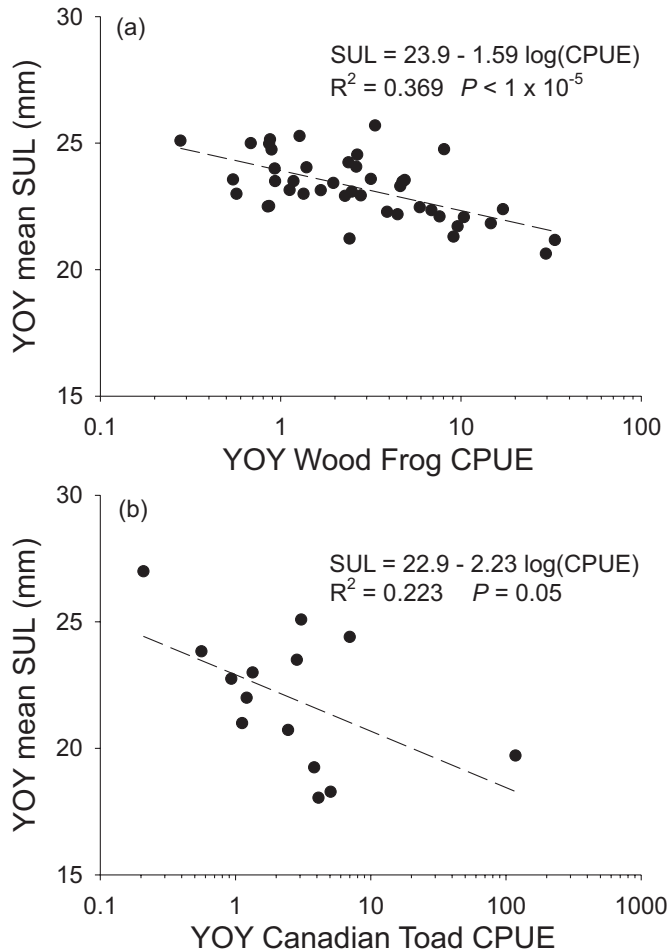 (a)
SUL = 23.9 - 1.59 log(CPUE)
R² = 0.369 P < 1 x 10⁻⁵
YOY mean SUL (mm)
30
25
20
15
0.1 1 10 100
YOY Wood Frog CPUE
(b)
SUL = 22.9 - 2.23 log(CPUE)
R² = 0.223 P = 0.05
YOY mean SUL (mm)
30
25
20
15
0.1 1 10 100 1000
YOY Canadian Toad CPUE